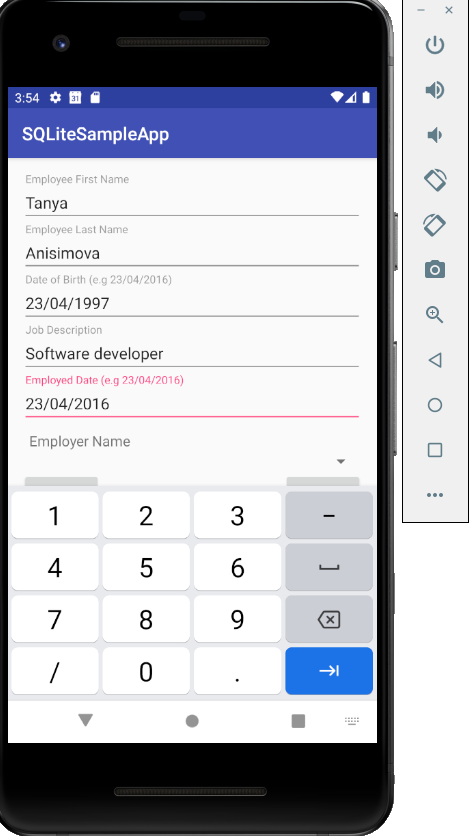 3:54
31
SQLiteSampleApp
Employee First Name
Tanya
Employee Last Name
Anisimova
Date of Birth (e.g 23/04/2016)
23/04/1997
Job Description
Software developer
Employed Date (e.g 23/04/2016)
23/04/2016
Employer Name
1 2 3 -
4 5 6
7 8 9
/ 0 .